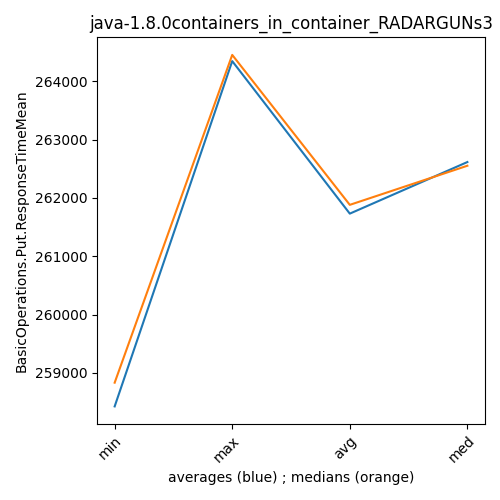 java-1.8.0containers_in_container_RADARGUNs3
BasicOperations.Put.ResponseTimeMean
264000
263000
262000
261000
260000
259000
min
max
avg
med
averages (blue) ; medians (orange)